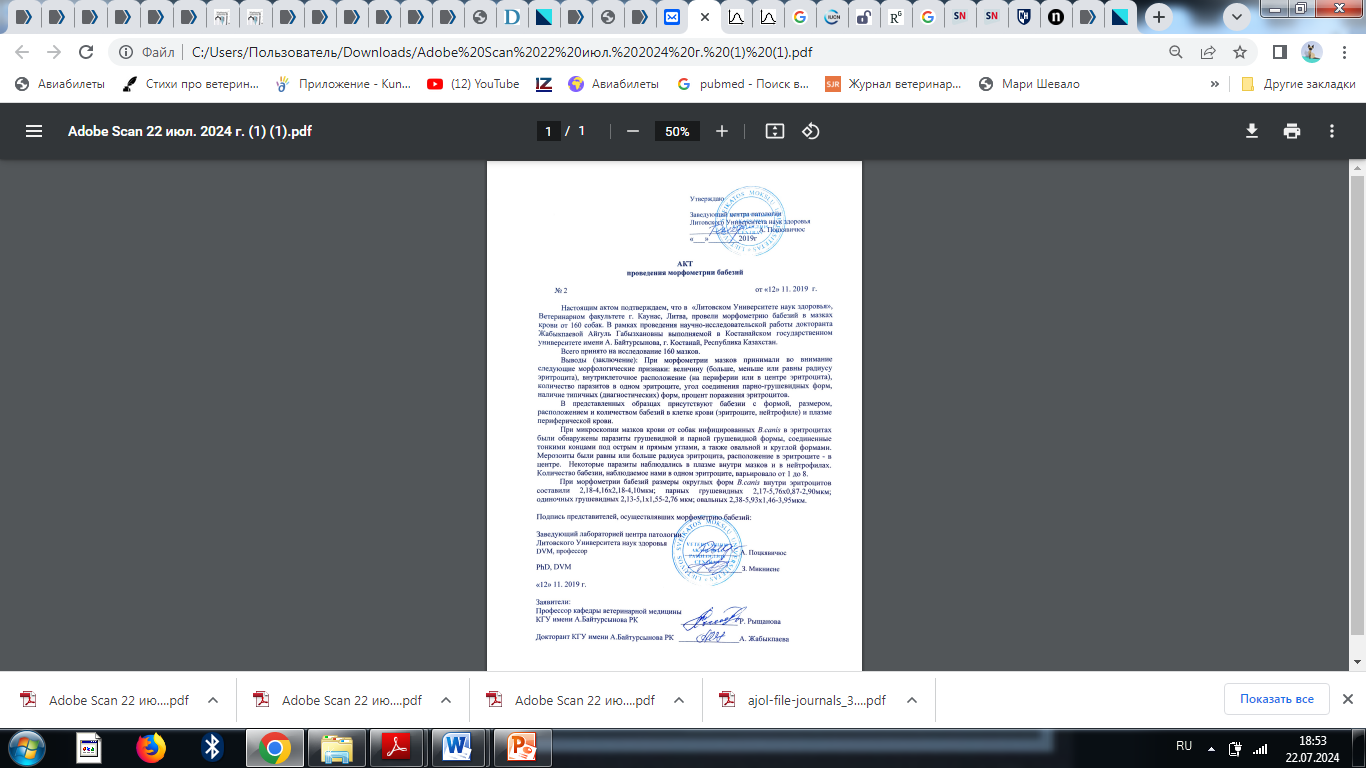 Файл C:/Users/Пользователь/Downloads/Adobe%20Scan%2022%20июл.%202024%20г.%20(1)%20(1).pdf
Авиабилеты Стихи про ветерин... Приложение - Kun... (12) YouTube IZ Авиабилеты pubmed - Поиск в... SJR Журнал ветеринар... Мари Шевало » Другие закладки
Adobe Scan 22 июл. 2024 г. (1) (1).pdf 1 / 1 50%
Утверждаю
Заведующий центра патологии
Литовского Университета наук здоровья
А. Поцкявичюс
«___»________2019г
АКТ
проведения морфометрии бабезий
№ 2 от «12» 11. 2019 г.
Настоящим актом подтверждаем, что в «Литовском Университете наук здоровья»,
Ветеринарном факультете г. Каунас, Литва, провели морфометрию бабезий в мазках
крови от 160 собак. В рамках проведения научно-исследовательской работы докторанта
Жабыкпаевой Айгуль Габызхановны выполняемой в Костанайском государственном
университете имени А. Байтурсынова, г. Костанай, Республика Казахстан.
Всего принято на исследование 160 мазков.
Выводы (заключение): При морфометрии мазков принимали во внимание
следующие морфологические признаки: величину (больше, меньше или равны радиусу
эритроцита), внутриклеточное расположение (на периферии или в центре эритроцита),
количество паразитов в одном эритроците, угол соединения парно-грушевидных форм,
наличие типичных (диагностических) форм, процент поражения эритроцитов.
В представленных образцах присутствуют бабезии с формой, размером,
расположением и количеством бабезий в клетке крови (эритроците, нейтрофиле) и плазме
периферической крови.
При микроскопии мазков крови от собак инфицированных B.canis в эритроцитах
были обнаружены паразиты грушевидной и парной грушевидной формы, соединенные
тонкими концами под острым и прямым углами, а также овальной и круглой формами.
Мерозоиты были равны или больше радиуса эритроцита, расположение в эритроците - в
центре. Некоторые паразиты наблюдались в плазме внутри мазков и в нейтрофилах.
Количество бабезии, наблюдаемое нами в одном эритроците, варьировало от 1 до 8.
При морфометрии бабезий размеры округлых форм B.canis внутри эритроцитов
составили 2,18-4,16х2,18-4,10мкм; парных грушевидных 2,17-5,76х0,87-2,90мкм;
одиночных грушевидных 2,13-5,1х1,55-2,76 мкм; овальных 2,38-5,93х1,46-3,95мкм.
Подпись представителей, осуществлявших морфометрию бабезий:
Заведующий лабораторией центра патологии
Литовского Университета наук здоровья
DVM, профессор А. Поцкявичюс
PhD, DVM З. Микниене
«12» 11. 2019 г.
Заявители:
Профессор кафедры ветеринарной медицины
КГУ имени А.Байтурсынова РК Р. Рыщанова
Докторант КГУ имени А.Байтурсынова РК А. Жабыкпаева
Adobe Scan 22 ию....pdf Adobe Scan 22 ию....pdf Adobe Scan 22 ию....pdf ajol-file-journals_3....pdf Показать все
RU 18:53
22.07.2024